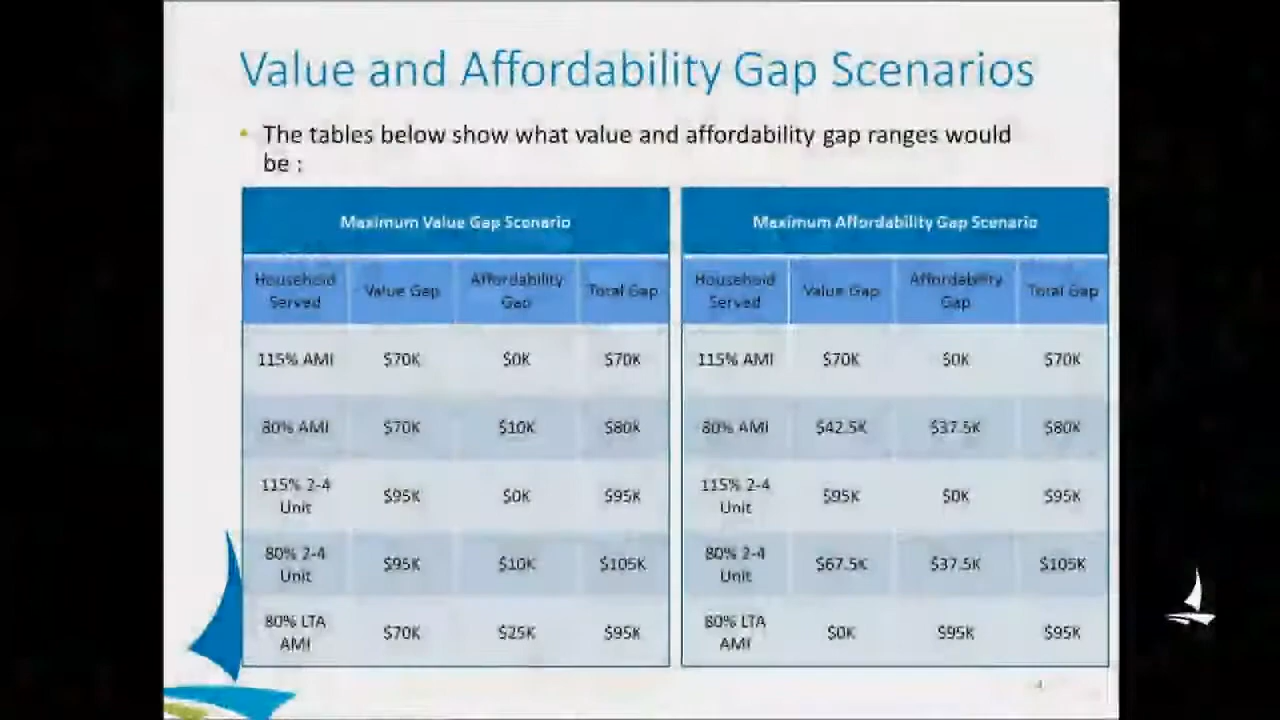 Value and Affordability Gap Scenarios
• The tables below show what value and affordability gap ranges would
be :
Maximum Value Gap Scenario
Household Served Value Gap Affordability Gap Total Gap
115% AMI $70K $0K $70K
80% AMI $70K $10K $80K
115% 2-4 Unit $95K $0K $95K
80% 2-4 Unit $95K $10K $105K
80% LTA AMI $70K $25K $95K
Maximum Affordability Gap Scenario
Household Served Value Gap Affordability Gap Total Gap
115% AMI $70K $0K $70K
80% AMI $42.5K $37.5K $80K
115% 2-4 Unit $95K $0K $95K
80% 2-4 Unit $67.5K $37.5K $105K
80% LTA AMI $0K $95K $95K
4